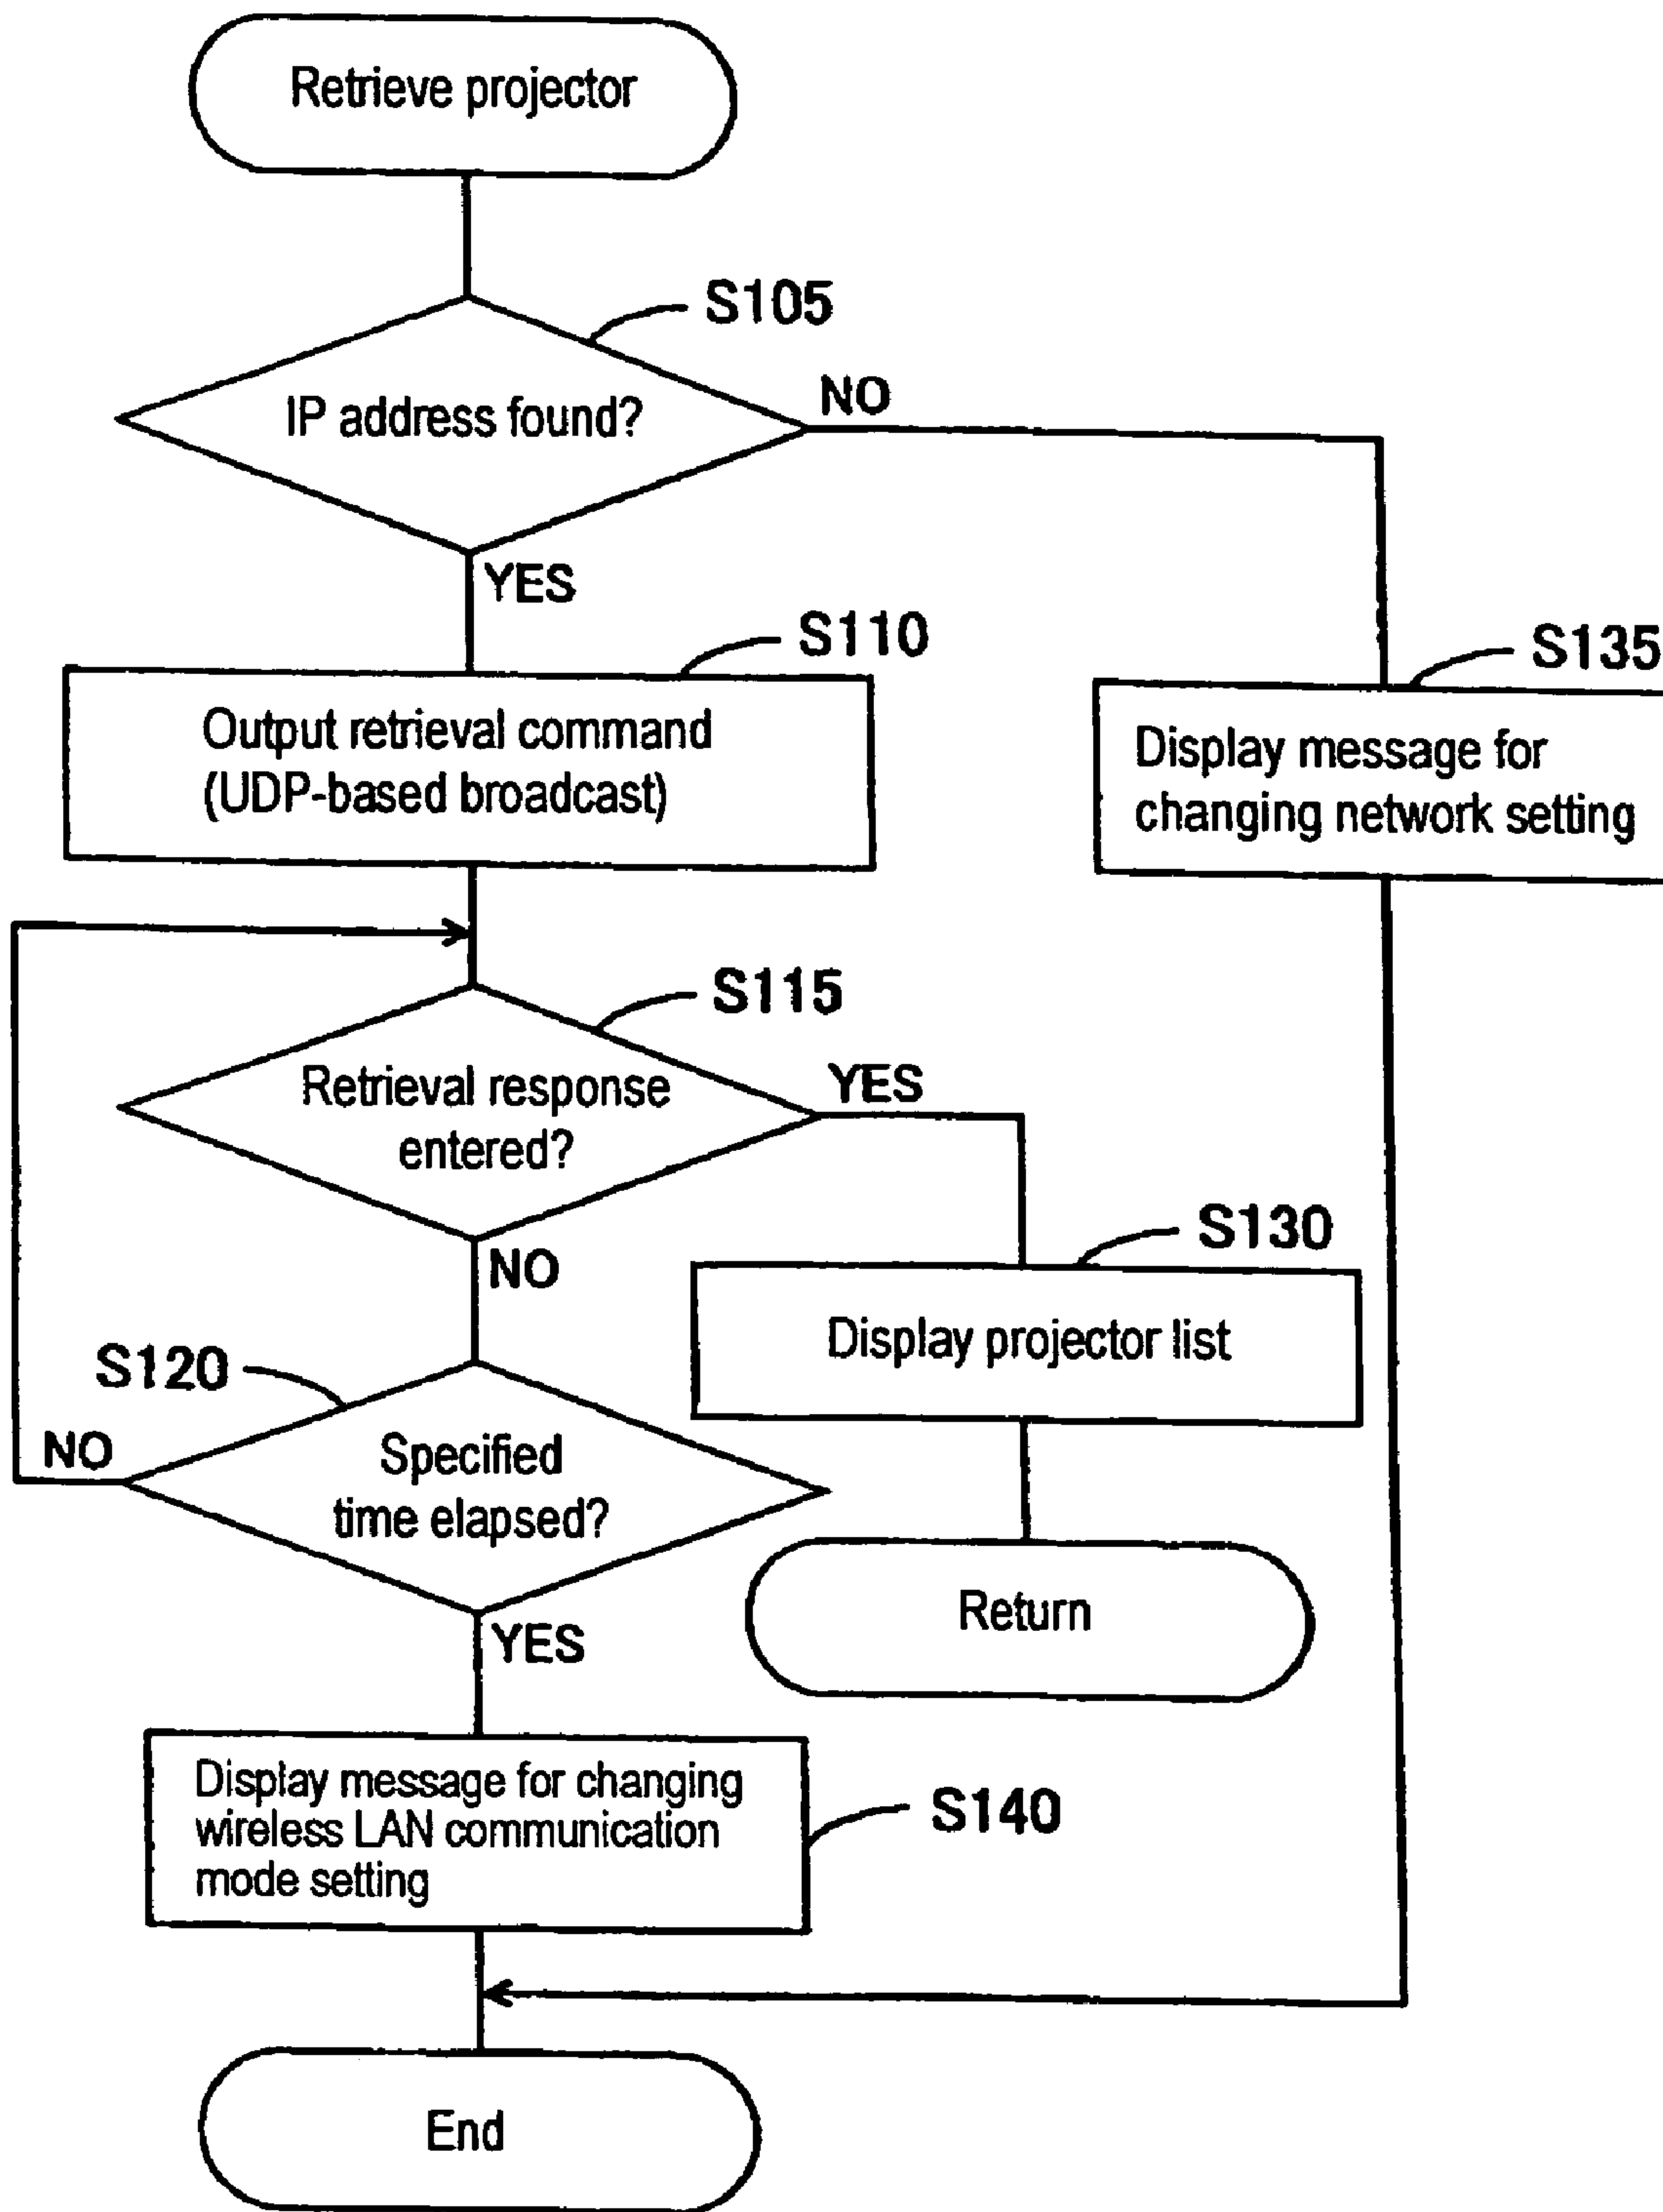 Retrieve projector
S105
IP address found?
NO
YES
S110
Output retrieval command
(UDP-based broadcast)
S135
Display message for
changing network setting
S115
Retrieval response
entered?
YES
NO
S130
Display projector list
S120
NO
Specified
time elapsed?
Return
YES
Display message for changing
wireless LAN communication
mode setting
S140
End